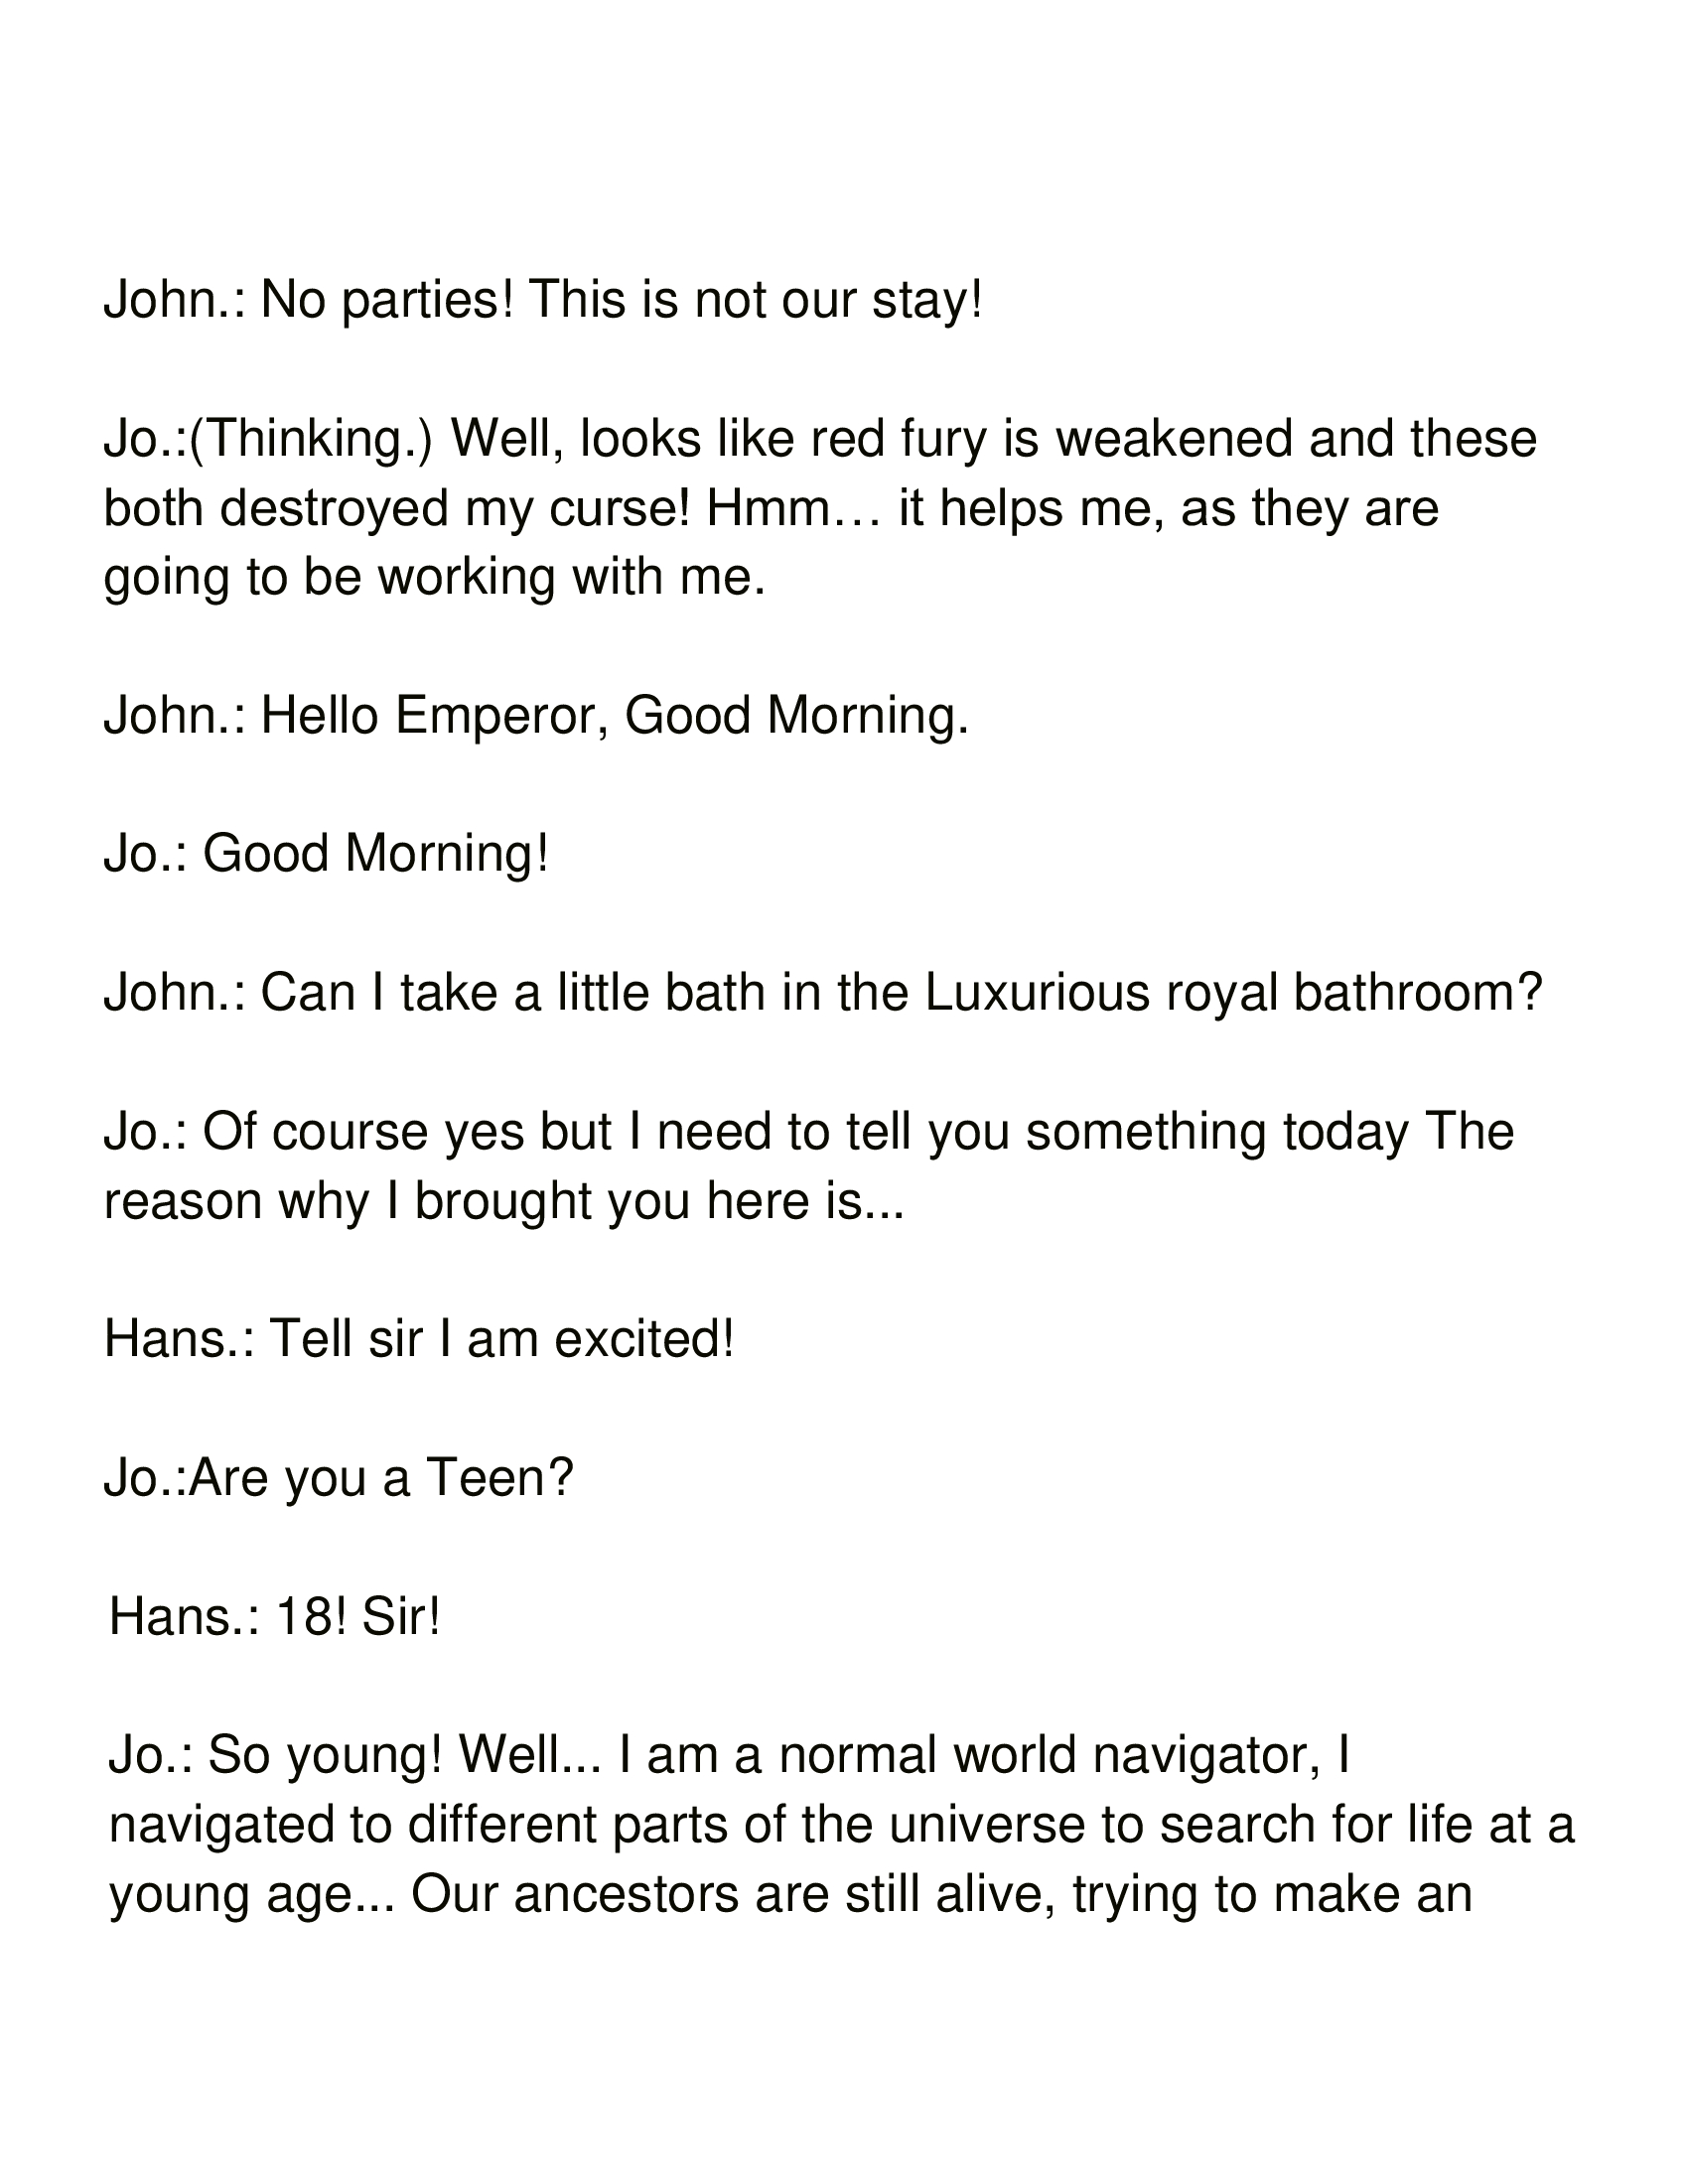 John.: No parties! This is not our stay!
Jo.:(Thinking.) Well, looks like red fury is weakened and these
both destroyed my curse! Hmm… it helps me, as they are
going to be working with me.
John.: Hello Emperor, Good Morning.
Jo.: Good Morning!
John.: Can I take a little bath in the Luxurious royal bathroom?
Jo.: Of course yes but I need to tell you something today The
reason why I brought you here is...
Hans.: Tell sir I am excited!
Jo.:Are you a Teen?
Hans.: 18! Sir!
Jo.: So young! Well... I am a normal world navigator, I
navigated to different parts of the universe to search for life at a
young age... Our ancestors are still alive, trying to make an